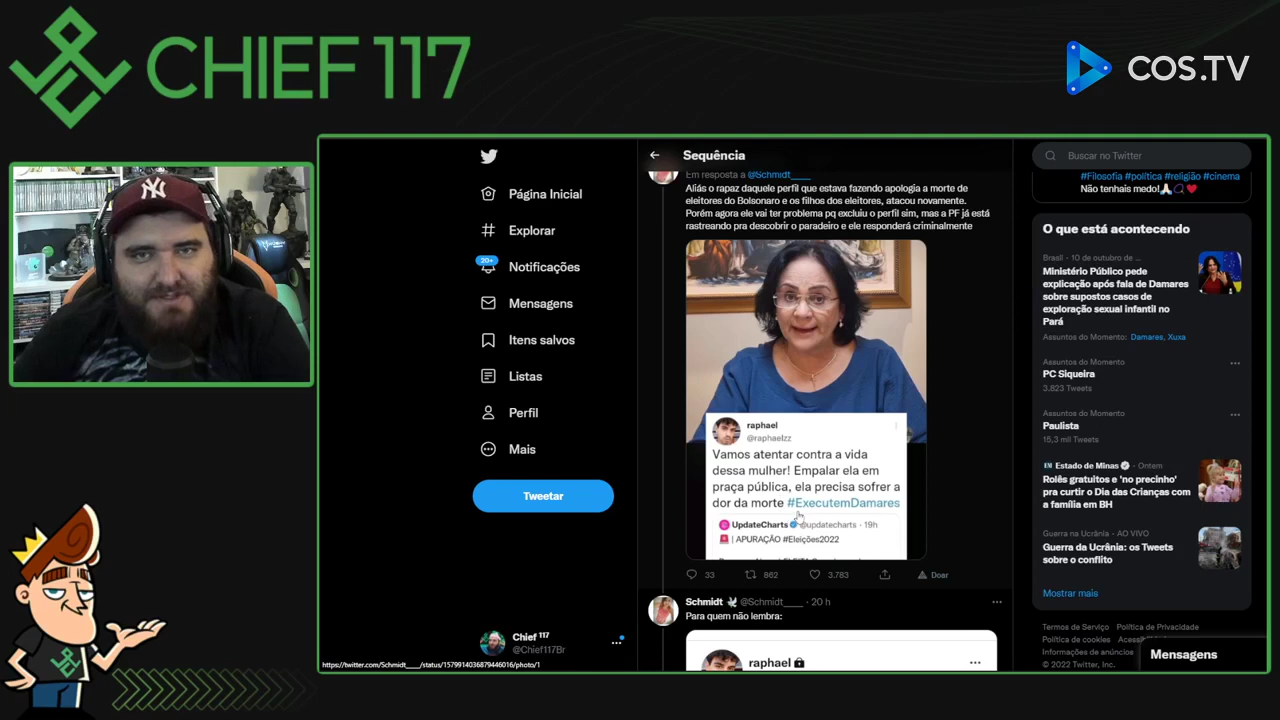 CHIEF 117
COS.TV
Página Inicial
Explorar
20+
Notificações
Mensagens
Itens salvos
Listas
Perfil
Mais
Tweetar
Chief 117
@Chief117Br
https://twitter.com/Schmidt____/status/1579914036879446016/photo/1
Sequência
Em resposta a @Schmidt____
Aliás o rapaz daquele perfil que estava fazendo apologia a morte de
eleitores do Bolsonaro e os filhos dos eleitores, atacou novamente.
Porém agora ele vai ter problema pq excluiu o perfil sim, mas a PF já está
rastreando pra descobrir o paradeiro e ele responderá criminalmente
raphael
@raphaelzz
Vamos atentar contra a vida
dessa mulher! Empalar ela em
praça pública, ela precisa sofrer a
dor da morte #ExecutemDamares
UpdateCharts @updatecharts · 19h
| APURAÇÃO #Eleições2022
33 862 3.783 Doar
Schmidt @Schmidt____ · 20 h
Para quem não lembra:
raphael
Buscar no Twitter
#Filosofia #política #religião #cinema
Não tenhais medo!
O que está acontecendo
Brasil · 10 de outubro de ...
Ministério Público pede
explicação após fala de Damares
sobre supostos casos de
exploração sexual infantil no
Pará
Assuntos do Momento: Damares, Xuxa
Assuntos do Momento
PC Siqueira
3.823 Tweets
Assuntos do Momento
Paulista
15,3 mil Tweets
Estado de Minas · Ontem
Rolês gratuitos e 'no precinho'
pra curtir o Dia das Crianças com
a família em BH
Guerra na Ucrânia · AO VIVO
Guerra da Ucrânia: os Tweets
sobre o conflito
Mostrar mais
Termos de Serviço Política de Privacidade
Política de cookies
Informações de anúncios
© 2022 Twitter, Inc.
Mensagens